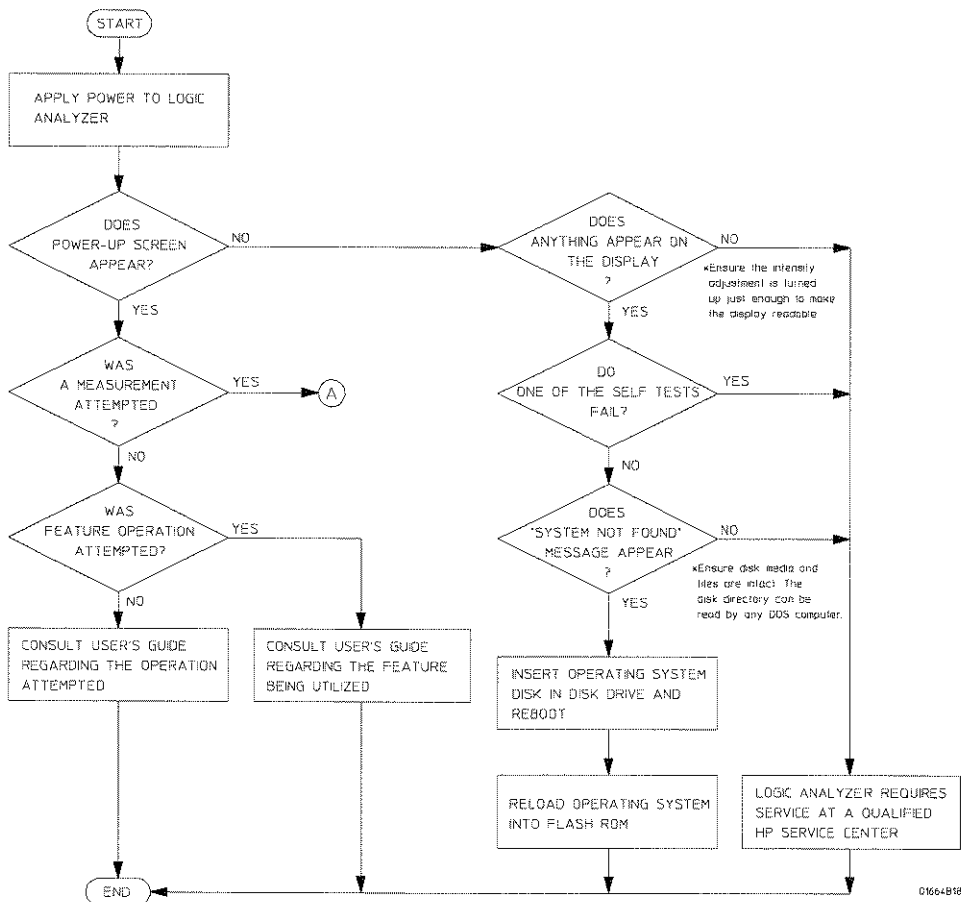 START
APPLY POWER TO LOGIC
ANALYZER
DOES
POWER-UP SCREEN
APPEAR?
NO
YES
WAS
A MEASUREMENT
ATTEMPTED
?
YES
A
NO
WAS
FEATURE OPERATION
ATTEMPTED?
YES
NO
CONSULT USER'S GUIDE
REGARDING THE OPERATION
ATTEMPTED
CONSULT USER'S GUIDE
REGARDING THE FEATURE
BEING UTILIZED
DOES
ANYTHING APPEAR ON
THE DISPLAY
?
NO
*Ensure the intensity
adjustment is turned
up just enough to make
the display readable
YES
DO
ONE OF THE SELF TESTS
FAIL?
YES
NO
DOES
"SYSTEM NOT FOUND"
MESSAGE APPEAR
?
NO
*Ensure disk media and
files are intact. The
disk directory can be
read by any DOS computer.
YES
INSERT OPERATING SYSTEM
DISK IN DISK DRIVE AND
REBOOT
RELOAD OPERATING SYSTEM
INTO FLASH ROM
LOGIC ANALYZER REQUIRES
SERVICE AT A QUALIFIED
HP SERVICE CENTER
END
01664B18